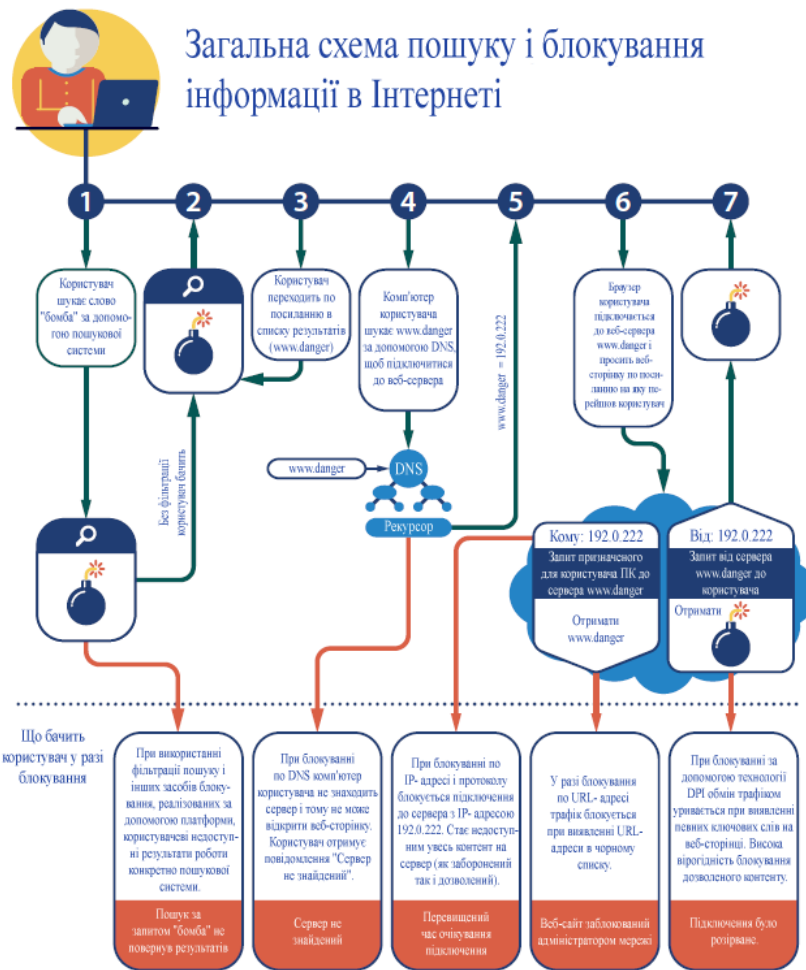 Загальна схема пошуку і блокування
інформації в Інтернеті
1
2
3
4
5
6
7
Користувач
шукає слово
"бомба" за допо-
могою пошукової
системи
Користувач
переходить по
посиланню в
списку результатів
(www.danger)
Комп'ютер
користувача
шукає www.danger
за допомогою DNS,
щоб підключитися
до веб-сервера
www.danger = 192.0.222
Браузер
користувача
підключається
до веб-сервера
www.danger і
просить веб-
сторінку по поси-
ланню на яку пе-
рейшов користувач
Без фільтрації
користувач бачить
www.danger
DNS
Рекурсор
Кому: 192.0.222
Запит призначеного
для користувача ПК до
сервера www.danger
Отримати
www.danger
Від: 192.0.222
Запит від сервера
www.danger до
користувача
Отримати
Що бачить
користувач у разі
блокування
При використанні
фільтрації пошуку і
інших засобів блоку-
вання, реалізованих за
допомогою платформи,
користувачеві недоступ-
ні результати роботи
конкретно пошукової
системи.
Пошук за
запитом "бомба" не
повернув результатів
При блокуванні
по DNS комп'ютер
користувача не знаходить
сервер і тому не може
відкрити веб-сторінку.
Користувач отримує
повідомлення "Сервер
не знайдений".
Сервер не
знайдений
При блокуванні по
IP- адресі і протоколу
блокується підключення
до сервера з IP- адресою
192.0.222. Стає недоступ-
ним увесь контент на
сервер (як заборонений
так і дозволений).
Перевищений
час очікування
підключення
У разі блокування
по URL- адресі
трафік блокується
при виявленні URL-
адреси в чорному
списку.
Веб-сайт заблокований
адміністратором мережі
При блокуванні за
допомогою технології
DPI обмін трафіком
уривається при виявленні
певних ключових слів на
веб-сторінці. Висока
вірогідність блокування
дозволеного контенту.
Підключення було
розірване.